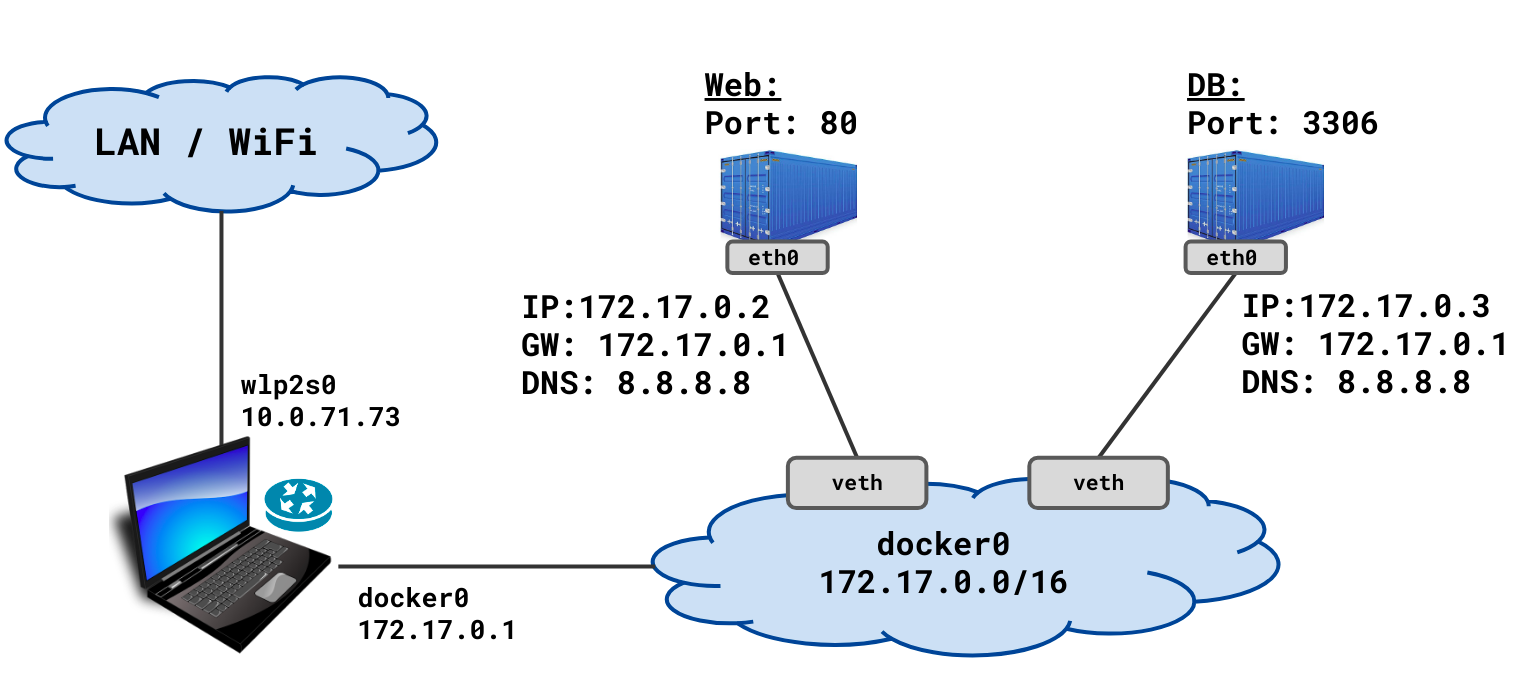 LAN / WiFi
Web:
Port: 80
eth0
IP:172.17.0.2
GW: 172.17.0.1
DNS: 8.8.8.8
DB:
Port: 3306
eth0
IP:172.17.0.3
GW: 172.17.0.1
DNS: 8.8.8.8
wlp2s0
10.0.71.73
veth
veth
docker0
172.17.0.0/16
docker0
172.17.0.1